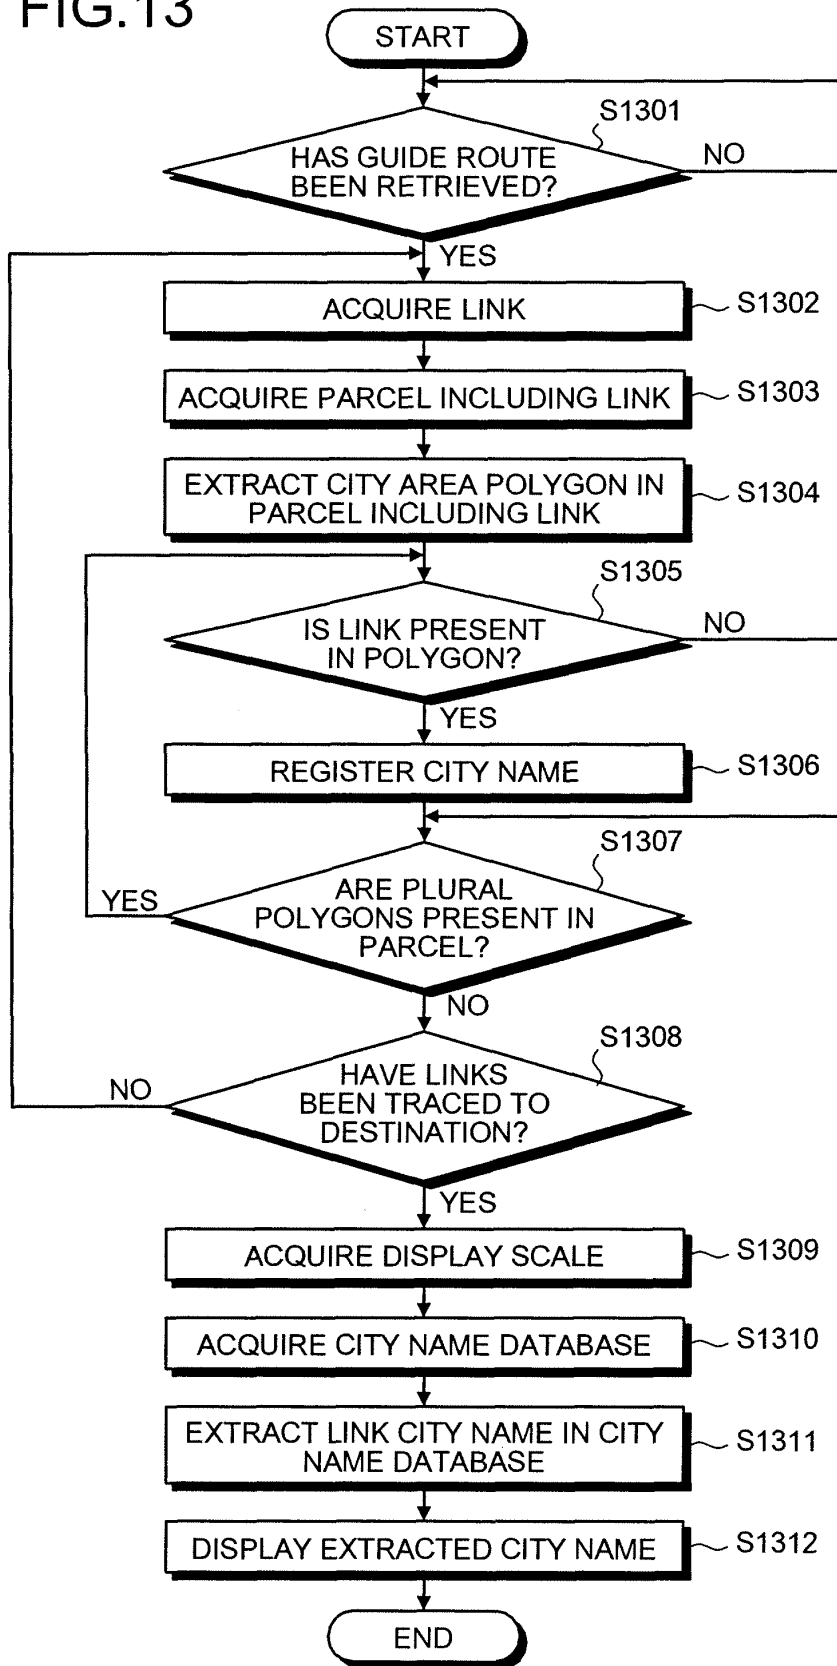 FIG.13
START
S1301
HAS GUIDE ROUTE
BEEN RETRIEVED?
NO
YES
ACQUIRE LINK
S1302
ACQUIRE PARCEL INCLUDING LINK
S1303
EXTRACT CITY AREA POLYGON IN
PARCEL INCLUDING LINK
S1304
S1305
IS LINK PRESENT
IN POLYGON?
NO
YES
REGISTER CITY NAME
S1306
S1307
ARE PLURAL
POLYGONS PRESENT IN
PARCEL?
YES
NO
S1308
HAVE LINKS
BEEN TRACED TO
DESTINATION?
NO
YES
ACQUIRE DISPLAY SCALE
S1309
ACQUIRE CITY NAME DATABASE
S1310
EXTRACT LINK CITY NAME IN CITY
NAME DATABASE
S1311
DISPLAY EXTRACTED CITY NAME
S1312
END